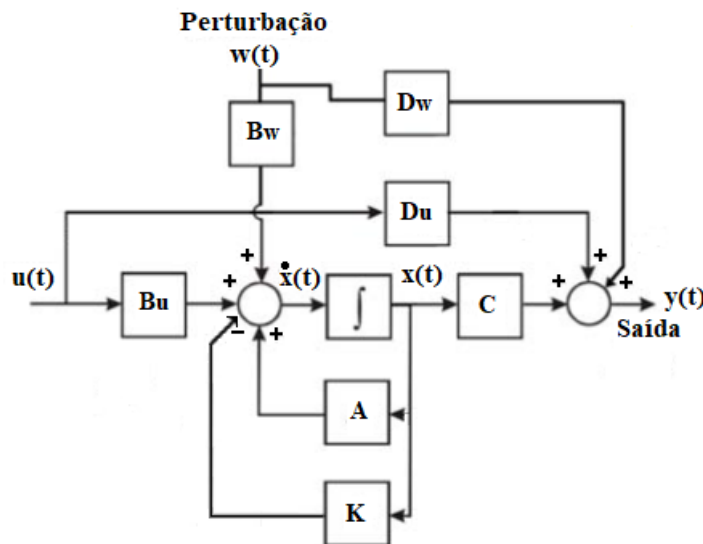 Perturbação
w(t)
Bw
Dw
Du
u(t)
Bu
+
+
+
−
ẋ(t)
∫
x(t)
C
+
+
+
y(t)
Saída
A
K